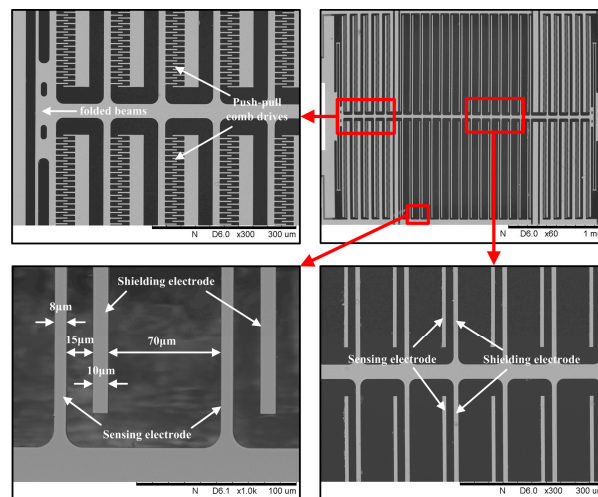 Push-pull
comb drives
folded beams
N D6.0 x300 300 um
N D6.0 x60 1 m
Shielding electrode
8μm
15μm
70μm
10μm
Sensing electrode
N D6.1 x1.0k 100 um
Sensing
electrode
Shielding
electrode
N D6.0 x300 300 um